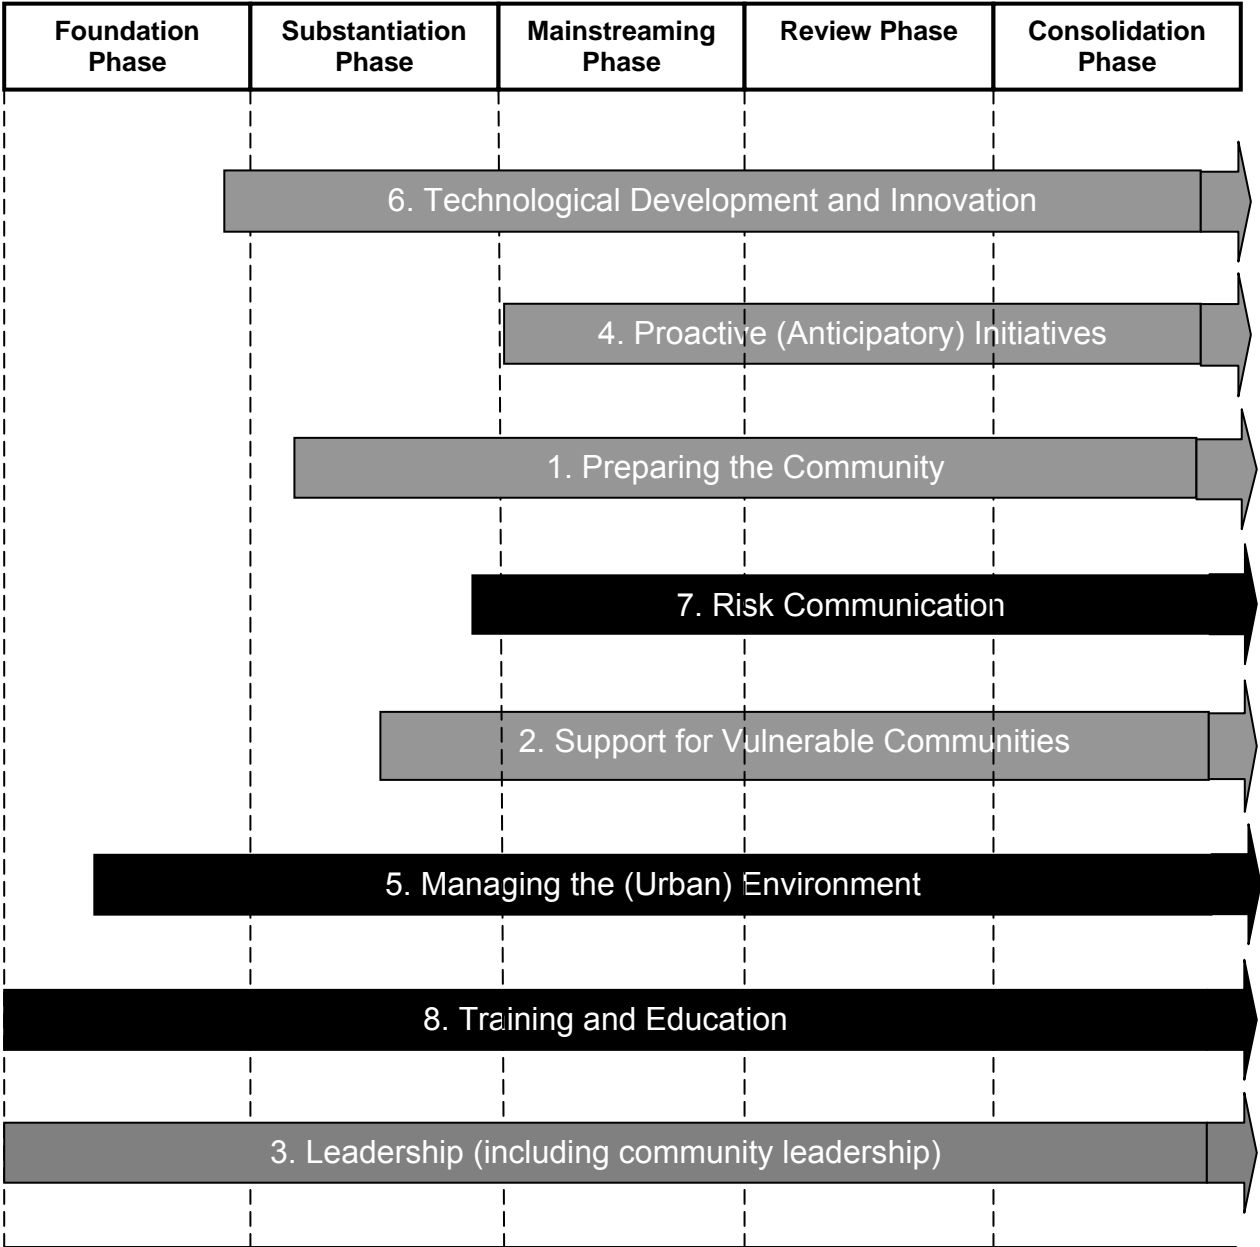 Foundation
Phase
Substantiation
Phase
Mainstreaming
Phase
Review Phase
Consolidation
Phase
6. Technological Development and Innovation
4. Proactive (Anticipatory) Initiatives
1. Preparing the Community
7. Risk Communication
2. Support for Vulnerable Communities
5. Managing the (Urban) Environment
8. Training and Education
3. Leadership (including community leadership)